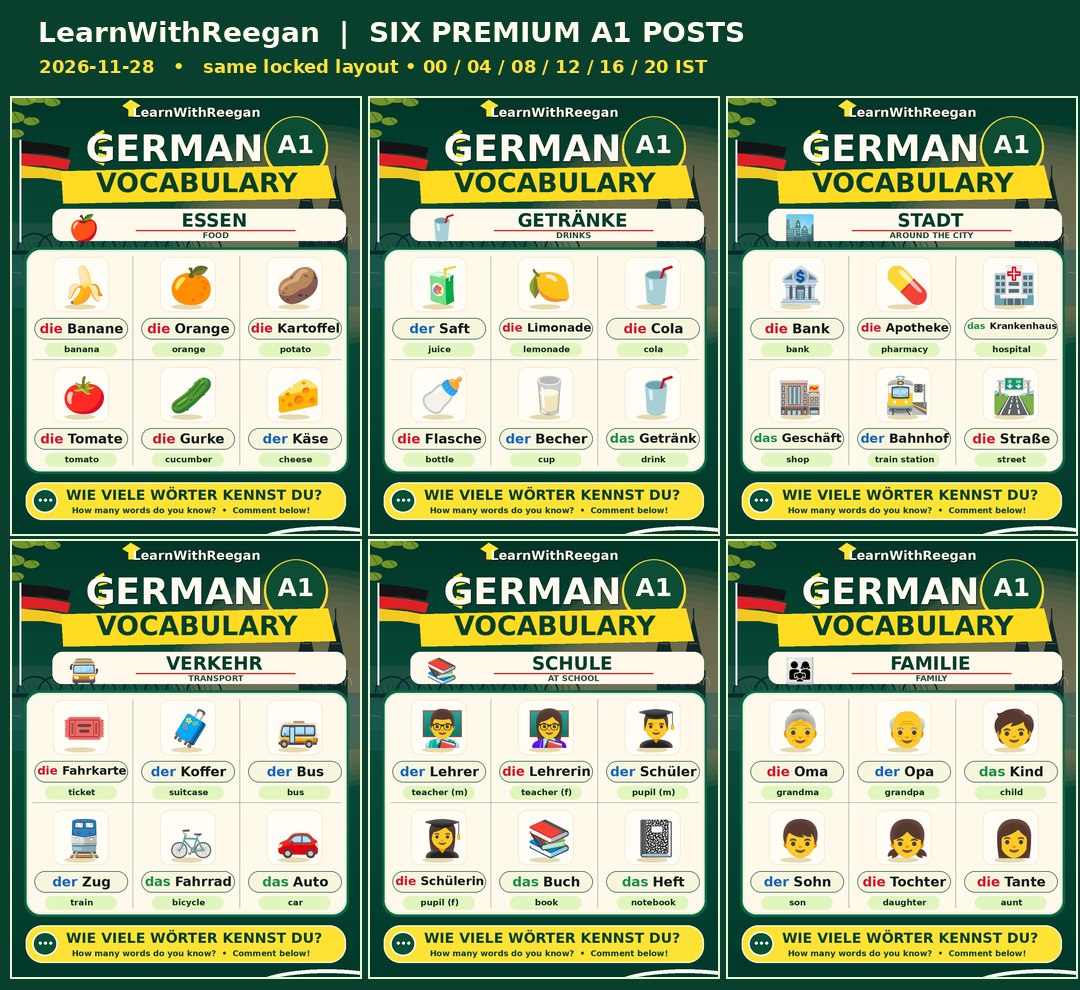 LearnWithReegan | SIX PREMIUM A1 POSTS
2026-11-28 • same locked layout • 00 / 04 / 08 / 12 / 16 / 20 IST
LearnWithReegan
GERMAN A1
VOCABULARY
ESSEN
FOOD
die Banane die Orange die Kartoffel
banana orange potato
die Tomate die Gurke der Käse
tomato cucumber cheese
WIE VIELE WÖRTER KENNST DU?
How many words do you know? • Comment below!
LearnWithReegan
GERMAN A1
VOCABULARY
GETRÄNKE
DRINKS
der Saft die Limonade die Cola
juice lemonade cola
die Flasche der Becher das Getränk
bottle cup drink
WIE VIELE WÖRTER KENNST DU?
How many words do you know? • Comment below!
LearnWithReegan
GERMAN A1
VOCABULARY
STADT
AROUND THE CITY
die Bank die Apotheke das Krankenhaus
bank pharmacy hospital
das Geschäft der Bahnhof die Straße
shop train station street
WIE VIELE WÖRTER KENNST DU?
How many words do you know? • Comment below!
LearnWithReegan
GERMAN A1
VOCABULARY
VERKEHR
TRANSPORT
die Fahrkarte der Koffer der Bus
ticket suitcase bus
der Zug das Fahrrad das Auto
train bicycle car
WIE VIELE WÖRTER KENNST DU?
How many words do you know? • Comment below!
LearnWithReegan
GERMAN A1
VOCABULARY
SCHULE
AT SCHOOL
der Lehrer die Lehrerin der Schüler
teacher (m) teacher (f) pupil (m)
die Schülerin das Buch das Heft
pupil (f) book notebook
WIE VIELE WÖRTER KENNST DU?
How many words do you know? • Comment below!
LearnWithReegan
GERMAN A1
VOCABULARY
FAMILIE
FAMILY
die Oma der Opa das Kind
grandma grandpa child
der Sohn die Tochter die Tante
son daughter aunt
WIE VIELE WÖRTER KENNST DU?
How many words do you know? • Comment below!